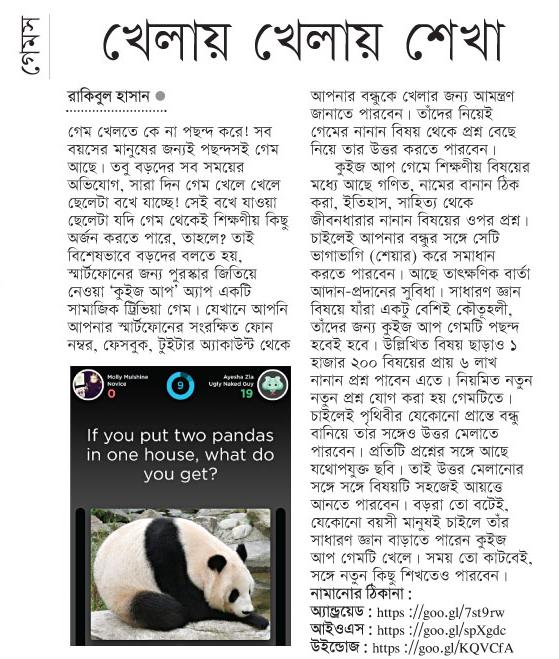 গেমস
খেলায় খেলায় শেখা
রাকিবুল হাসান ●
গেম খেলতে কে না পছন্দ করে! সব
বয়সের মানুষের জন্যই পছন্দসই গেম
আছে। তবু বড়দের সব সময়ের
অভিযোগ, সারা দিন গেম খেলে খেলে
ছেলেটা বখে যাচ্ছে! সেই বখে যাওয়া
ছেলেটা যদি গেম থেকেই শিক্ষণীয় কিছু
অর্জন করতে পারে, তাহলে? তাই
বিশেষভাবে বড়দের বলতে হয়,
স্মার্টফোনের জন্য পুরস্কার জিতিয়ে
নেওয়া ‘কুইজ আপ’ অ্যাপ একটি
সামাজিক ট্রিভিয়া গেম। যেখানে আপনি
আপনার স্মার্টফোনের সংরক্ষিত ফোন
নম্বর, ফেসবুক, টুইটার অ্যাকাউন্ট থেকে
Molly Mulshine
Novice
0
9
Ayesha Zia
Ugly Naked Guy
19
If you put two pandas
in one house, what do
you get?
আপনার বন্ধুকে খেলার জন্য আমন্ত্রণ
জানাতে পারবেন। তাঁদের নিয়েই
গেমের নানান বিষয় থেকে প্রশ্ন বেছে
নিয়ে তার উত্তর করতে পারবেন।
কুইজ আপ গেমে শিক্ষণীয় বিষয়ের
মধ্যে আছে গণিত, নামের বানান ঠিক
করা, ইতিহাস, সাহিত্য থেকে
জীবনধারার নানান বিষয়ের ওপর প্রশ্ন।
চাইলেই আপনার বন্ধুর সঙ্গে সেটি
ভাগাভাগি (শেয়ার) করে সমাধান
করতে পারবেন। আছে তাৎক্ষণিক বার্তা
আদান-প্রদানের সুবিধা। সাধারণ জ্ঞান
বিষয়ে যাঁরা একটু বেশিই কৌতূহলী,
তাঁদের জন্য কুইজ আপ গেমটি পছন্দ
হবেই হবে। উল্লিখিত বিষয় ছাড়াও ১
হাজার ২০০ বিষয়ের প্রায় ৬ লাখ
নানান প্রশ্ন পাবেন এতে। নিয়মিত নতুন
নতুন প্রশ্ন যোগ করা হয় গেমটিতে।
চাইলেই পৃথিবীর যেকোনো প্রান্তে বন্ধু
বানিয়ে তার সঙ্গেও উত্তর মেলাতে
পারবেন। প্রতিটি প্রশ্নের সঙ্গে আছে
যথোপযুক্ত ছবি। তাই উত্তর মেলানোর
সঙ্গে সঙ্গে বিষয়টি সহজেই আয়ত্তে
আনতে পারবেন। বড়রা তো বটেই,
যেকোনো বয়সী মানুষই চাইলে তাঁর
সাধারণ জ্ঞান বাড়াতে পারেন কুইজ
আপ গেমটি খেলে। সময় তো কাটবেই,
সঙ্গে নতুন কিছু শিখতেও পারবেন।
নামানোর ঠিকানা :
অ্যান্ড্রয়েড : https ://goo.gl/7st9rw
আইওএস : https ://goo.gl/spXgdc
উইন্ডোজ : https ://goo.gl/KQVCfA